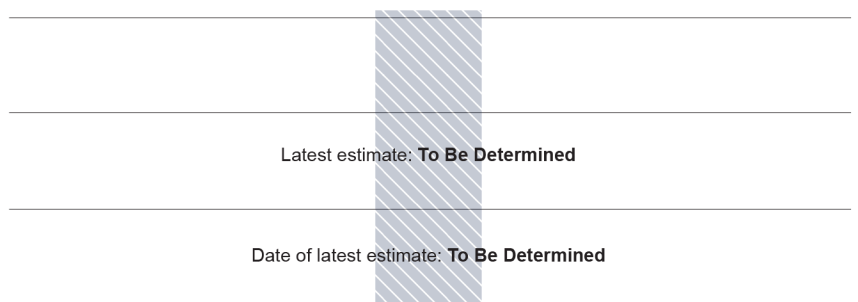 Latest estimate: To Be Determined
Date of latest estimate: To Be Determined